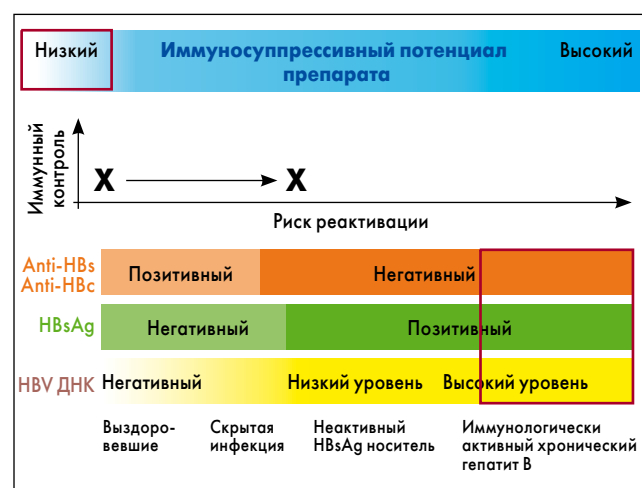 Низкий
Иммуносуппрессивный потенциал
препарата
Высокий
Иммунный
контроль
X
X
Риск реактивации
Anti-HBs
Anti-HBc
Позитивный
Негативный
HBsAg
Негативный
Позитивный
HBV ДНК
Негативный
Низкий уровень
Высокий уровень
Выздоро-
вевшие
Скрытая
инфекция
Неактивный
HBsAg носитель
Иммунологически
активный хронический
гепатит В